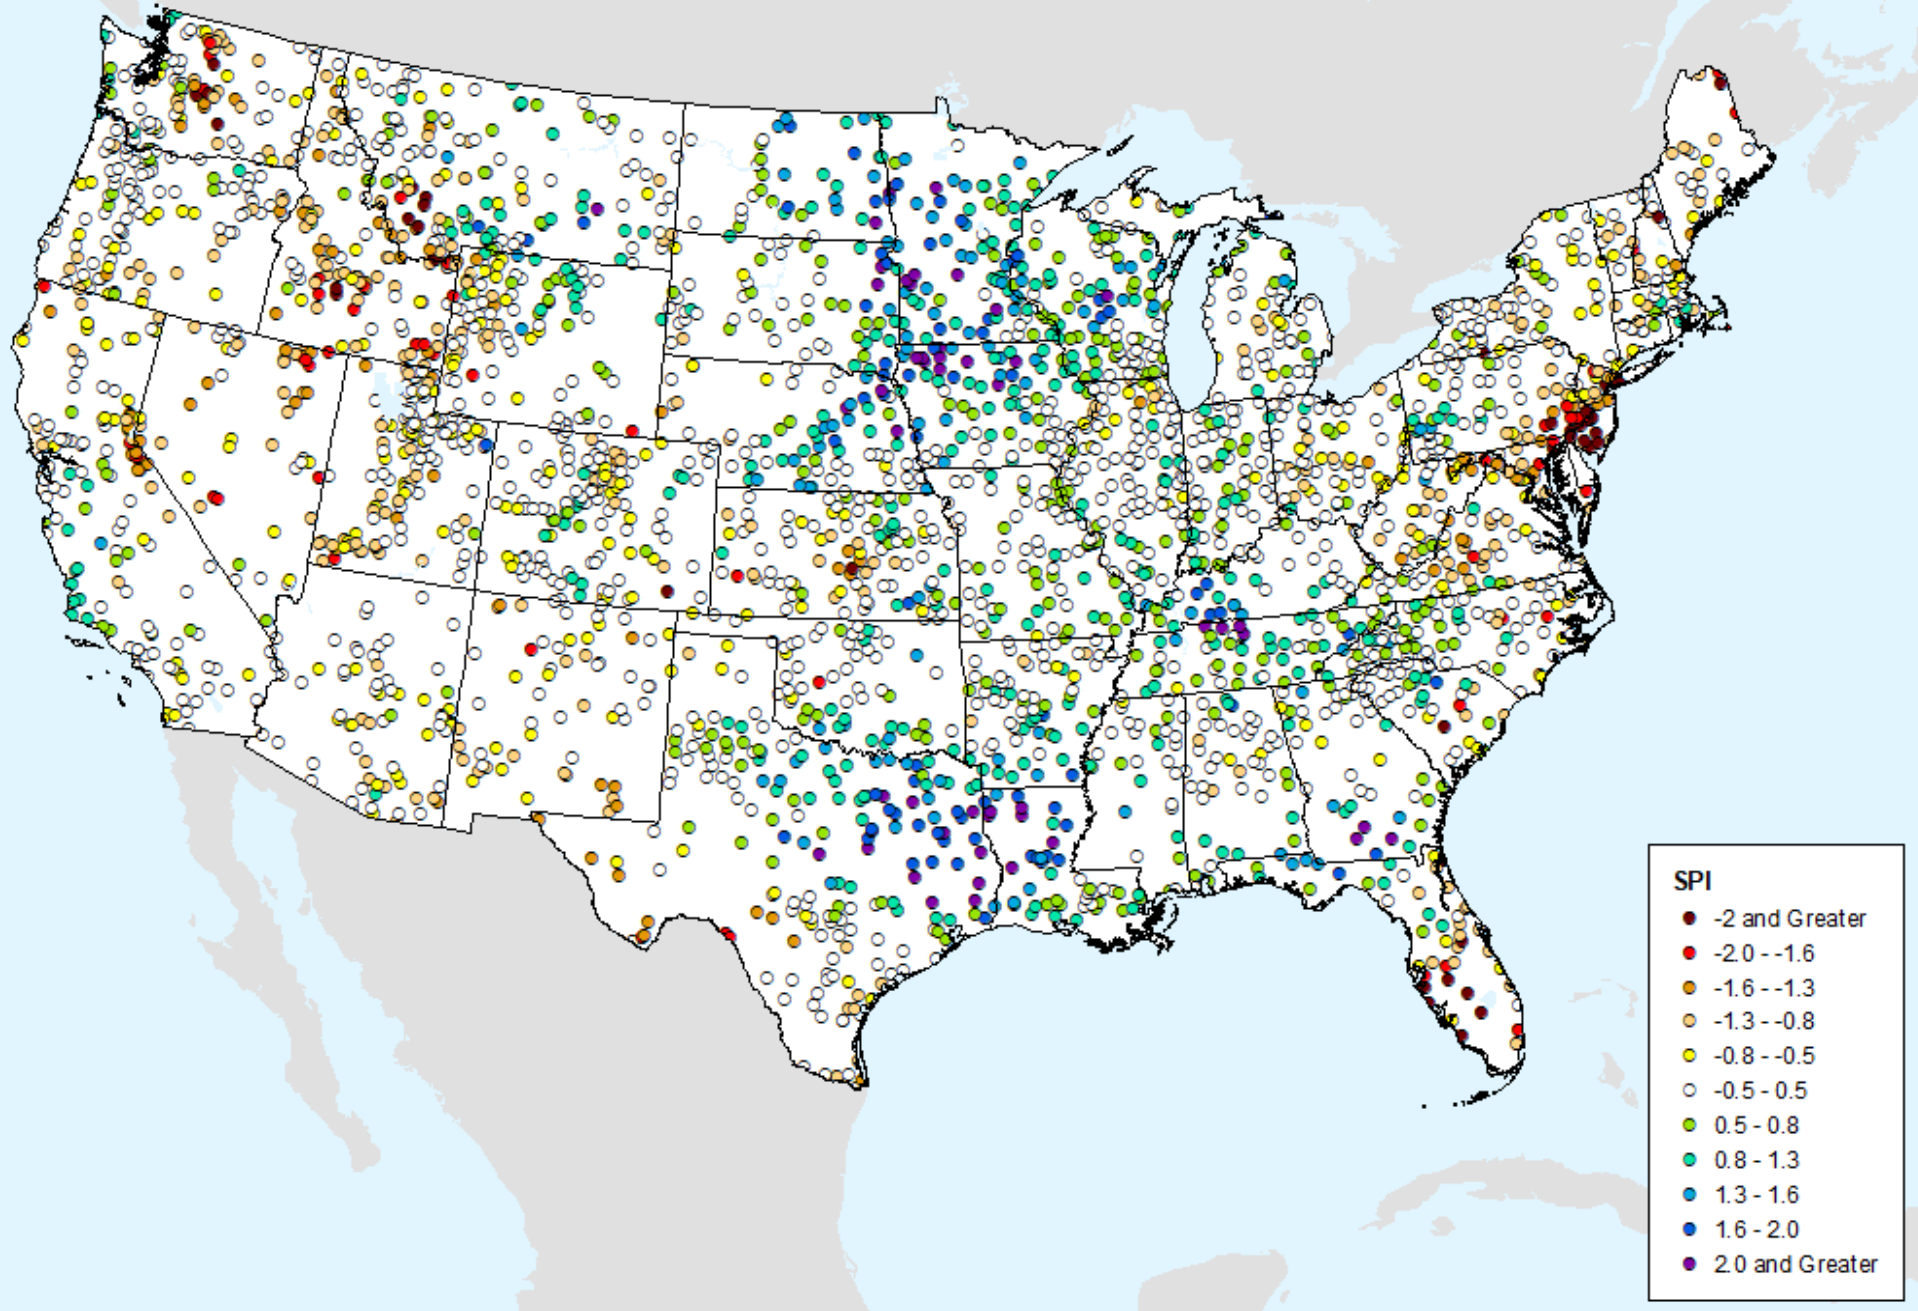 SPI
-2 and Greater
-2.0 - -1.6
-1.6 - -1.3
-1.3 - -0.8
-0.8 - -0.5
-0.5 - 0.5
0.5 - 0.8
0.8 - 1.3
1.3 - 1.6
1.6 - 2.0
2.0 and Greater